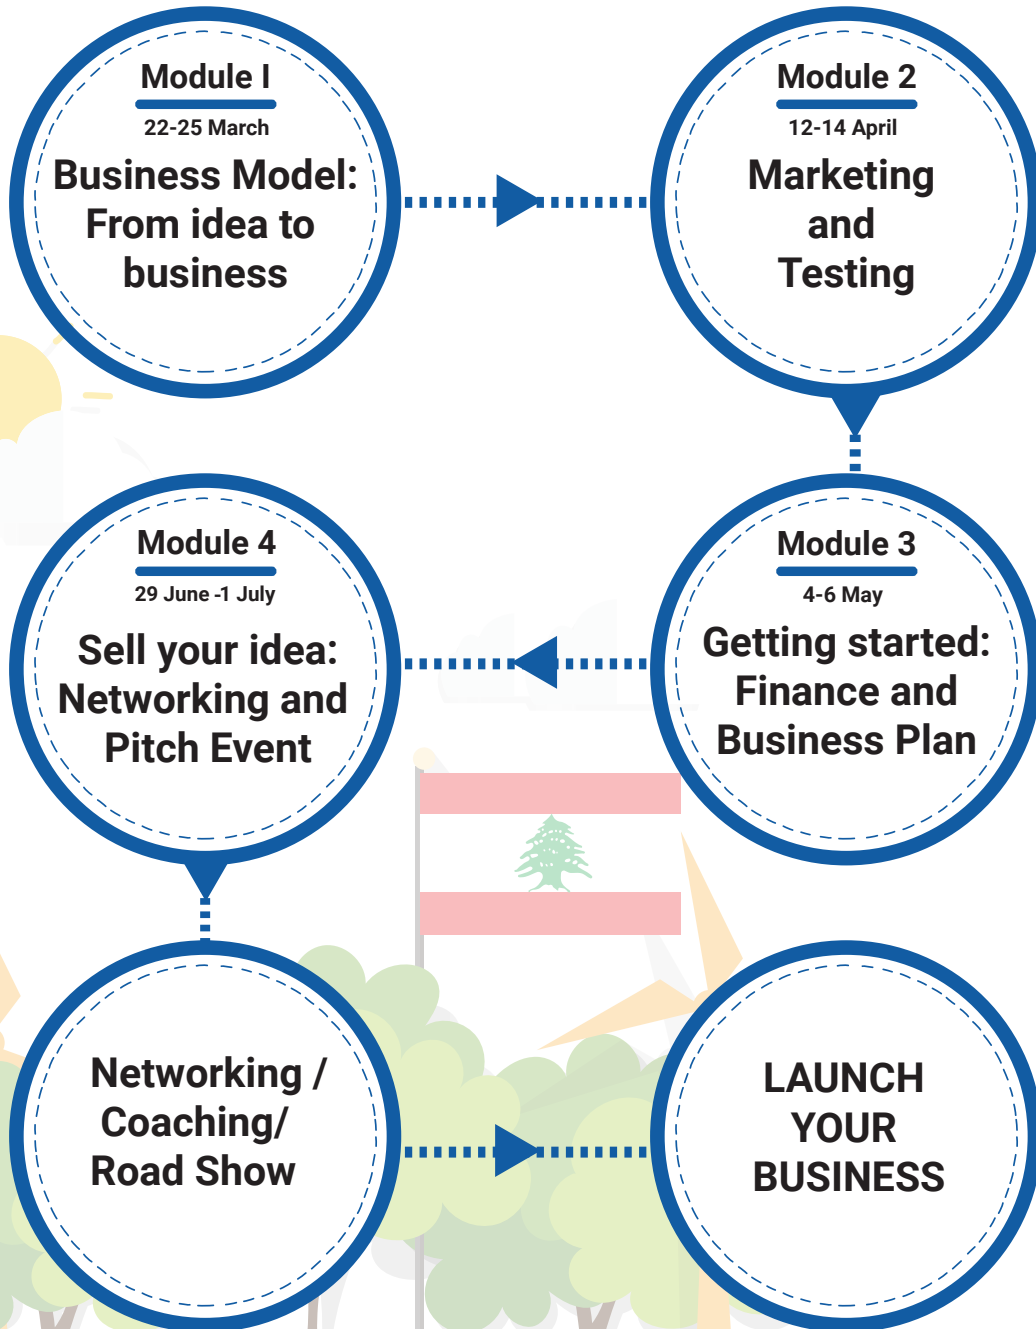 Module I
22-25 March
Business Model:
From idea to
business
Module 2
12-14 April
Marketing
and
Testing
Module 3
4-6 May
Getting started:
Finance and
Business Plan
Module 4
29 June -1 July
Sell your idea:
Networking and
Pitch Event
Networking /
Coaching/
Road Show
LAUNCH
YOUR
BUSINESS